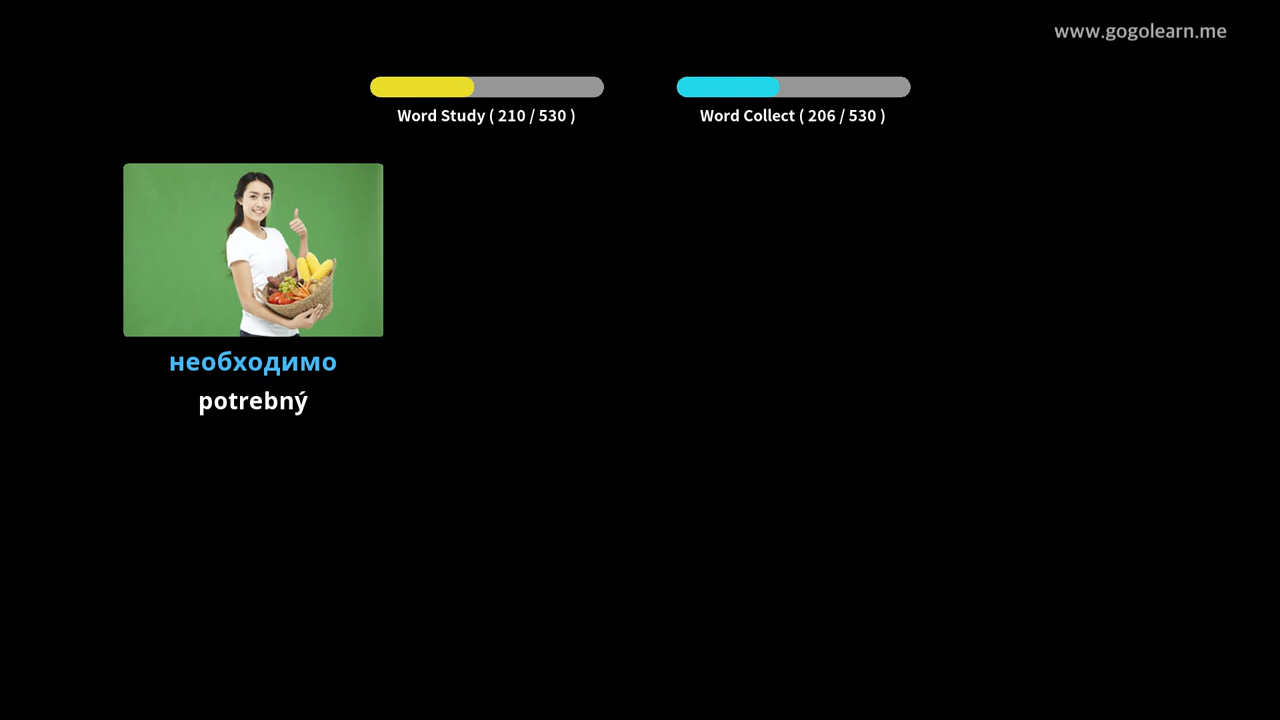 www.gogolearn.me
Word Study ( 210 / 530 )
Word Collect ( 206 / 530 )
необходимо
potrebný